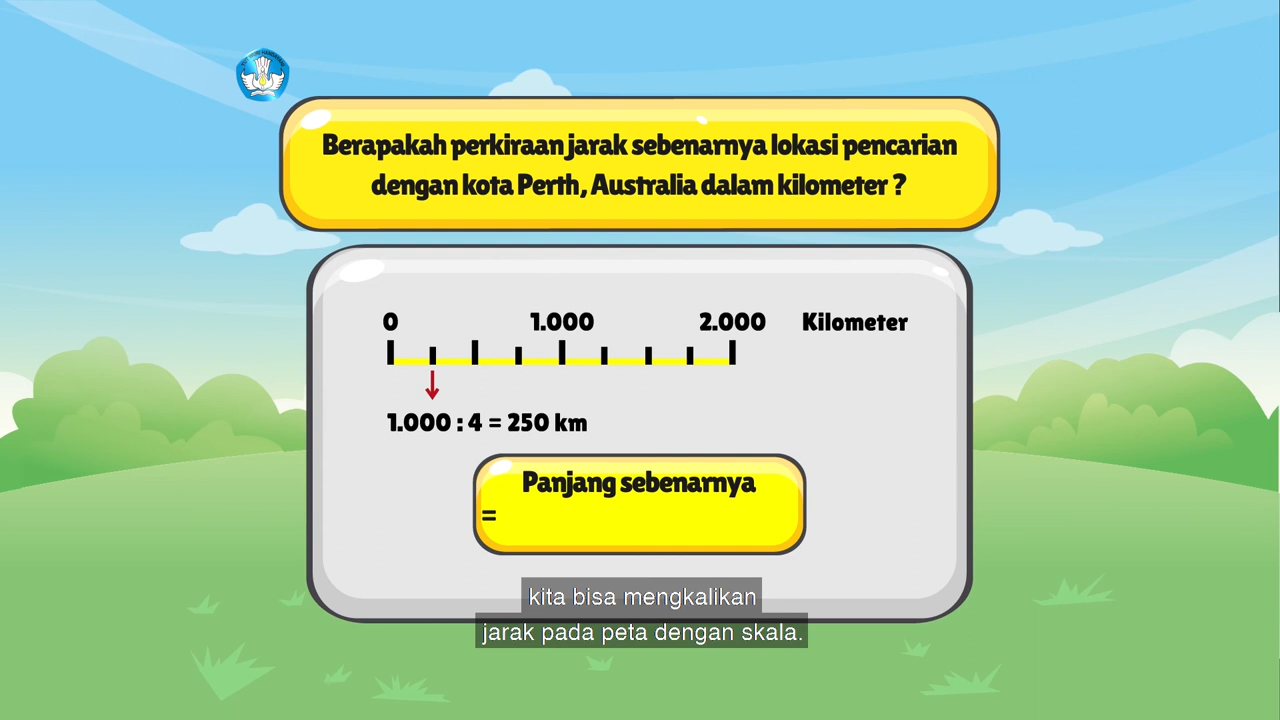 Berapakah perkiraan jarak sebenarnya lokasi pencarian
dengan kota Perth, Australia dalam kilometer ?
0 1.000 2.000 Kilometer
1.000 : 4 = 250 km
Panjang sebenarnya
=
kita bisa mengkalikan
jarak pada peta dengan skala.